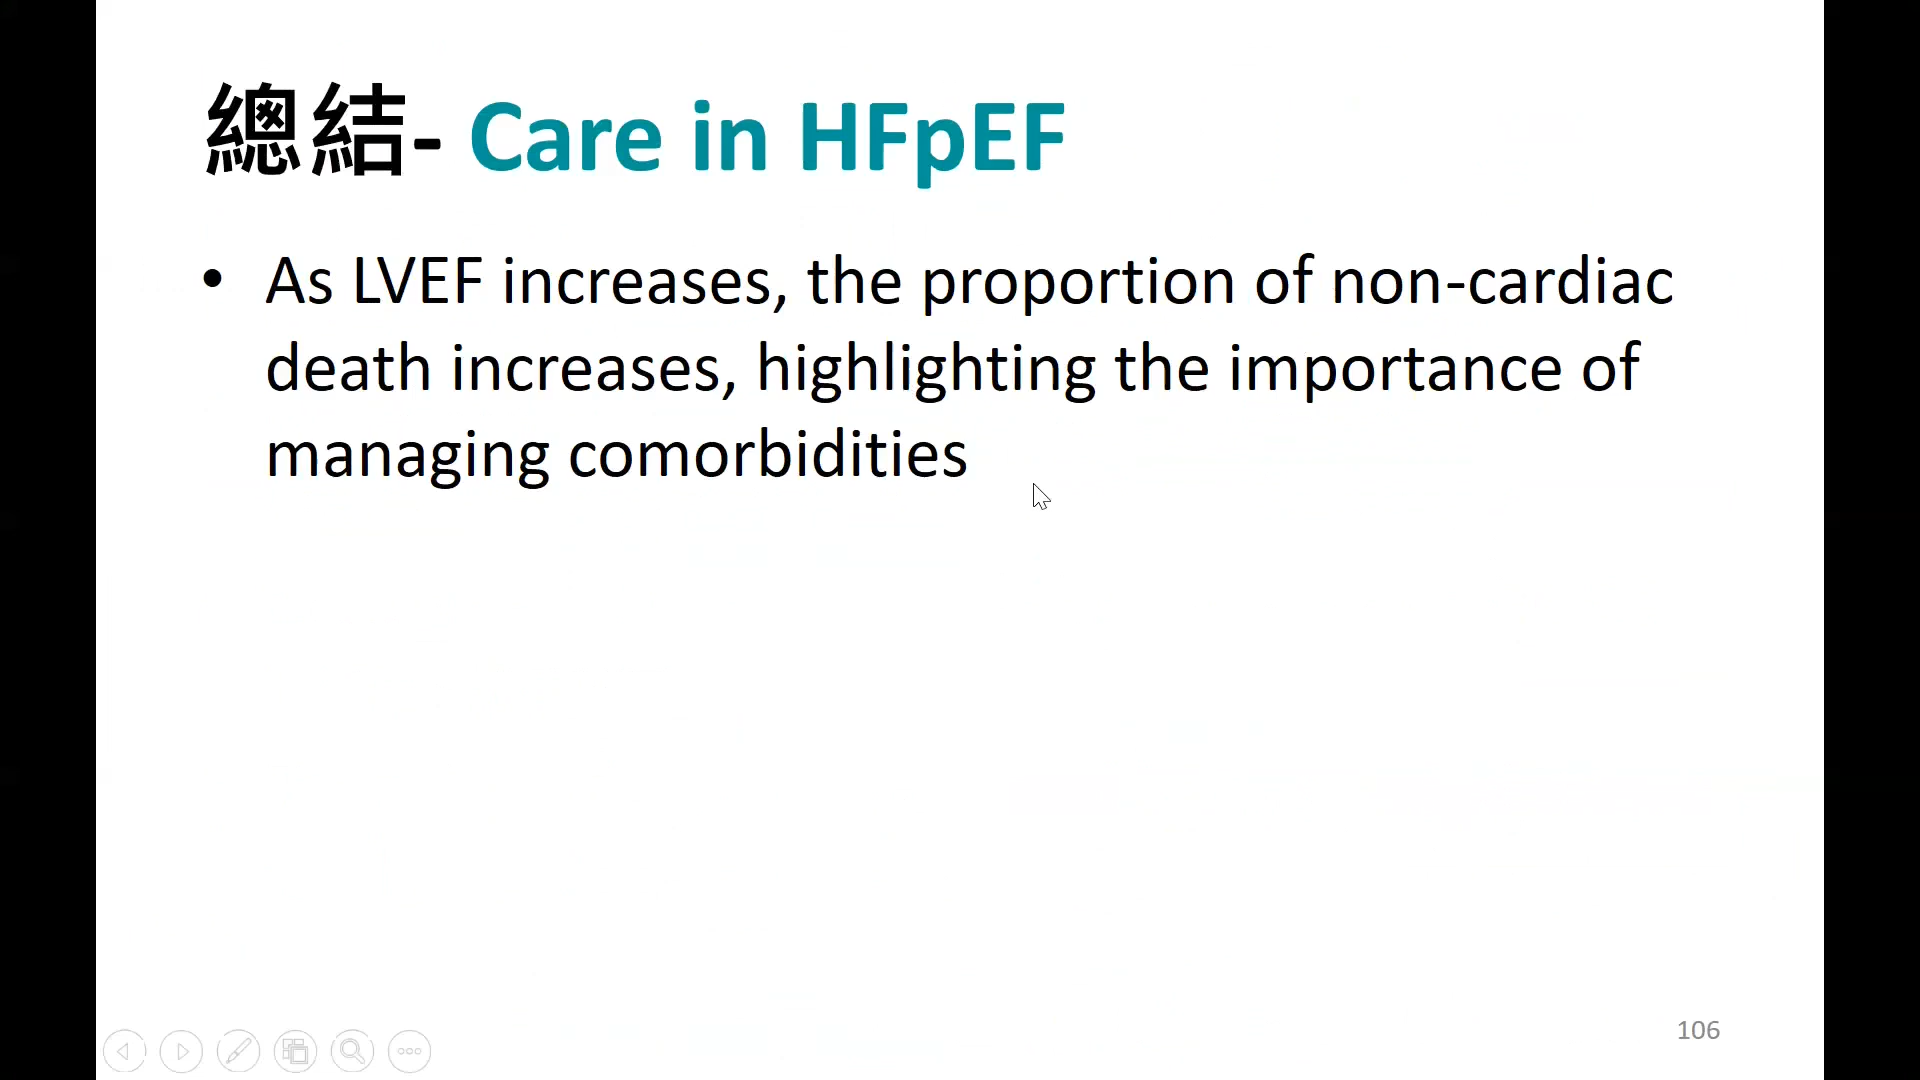 總結- Care in HFpEF
• As LVEF increases, the proportion of non-cardiac
death increases, highlighting the importance of
managing comorbidities
106